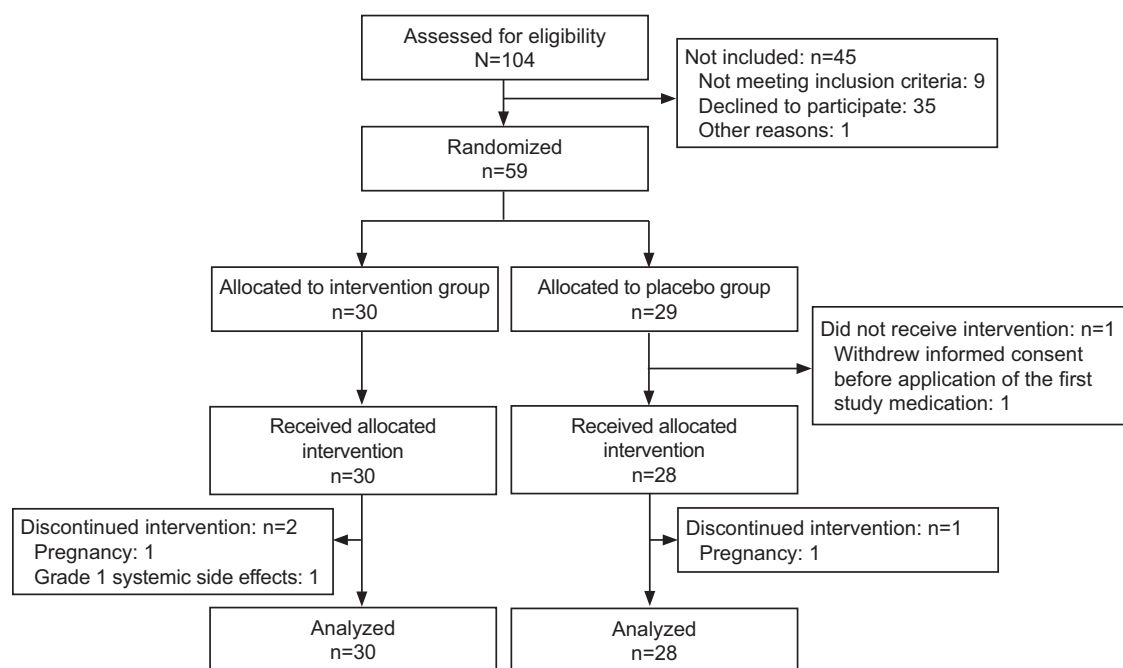 Assessed for eligibility
N=104
Not included: n=45
Not meeting inclusion criteria: 9
Declined to participate: 35
Other reasons: 1
Randomized
n=59
Allocated to intervention group
n=30
Allocated to placebo group
n=29
Did not receive intervention: n=1
Withdrew informed consent
before application of the first
study medication: 1
Received allocated
intervention
n=30
Received allocated
intervention
n=28
Discontinued intervention: n=2
Pregnancy: 1
Grade 1 systemic side effects: 1
Discontinued intervention: n=1
Pregnancy: 1
Analyzed
n=30
Analyzed
n=28